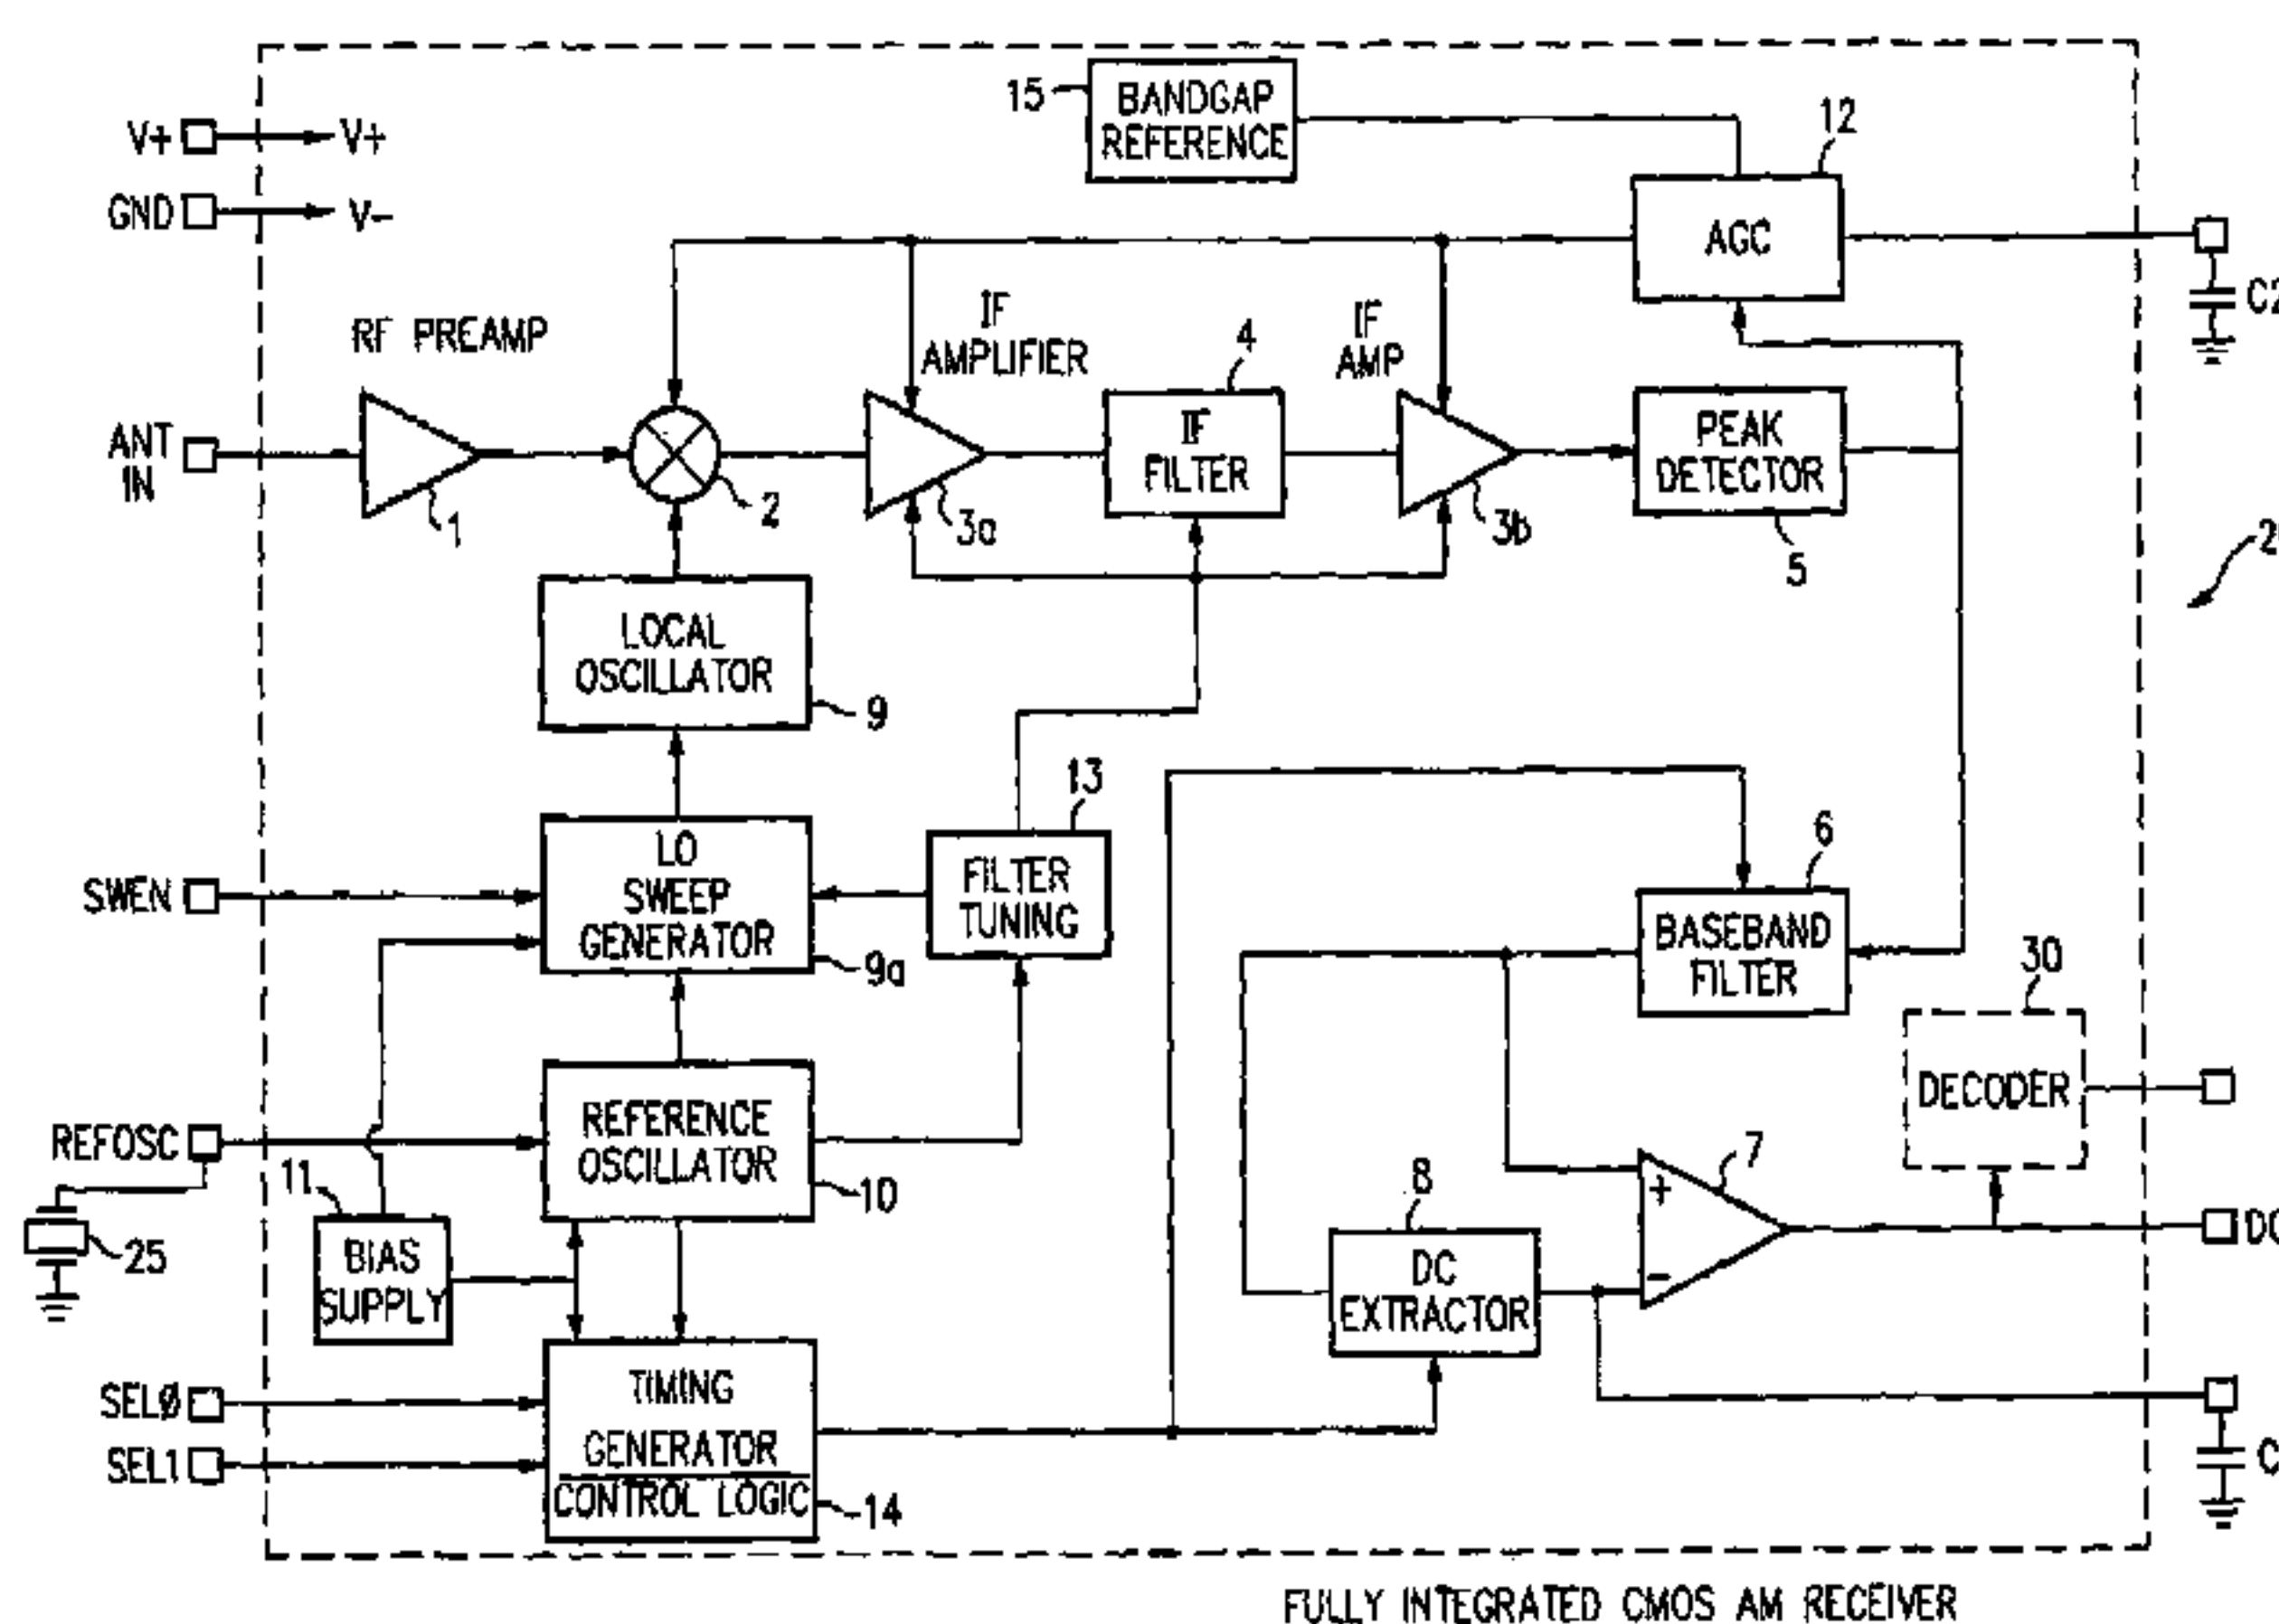 15
BANDGAP
REFERENCE
12
V+
V+
GND
V-
AGC
RF PREAMP
IF
AMPLIFIER
4
IF
AMP
ANT
IN
1
2
3a
IF
FILTER
3b
PEAK
DETECTOR
5
LOCAL
OSCILLATOR
9
13
6
SWEN
LO
SWEEP
GENERATOR
9a
FILTER
TUNING
BASEBAND
FILTER
30
DECODER
REFOSC
REFERENCE
OSCILLATOR
10
11
25
BIAS
SUPPLY
8
DC
EXTRACTOR
7
+
-
SELØ
SEL1
TIMING
GENERATOR
CONTROL LOGIC
14
FULLY INTEGRATED CMOS AM RECEIVER